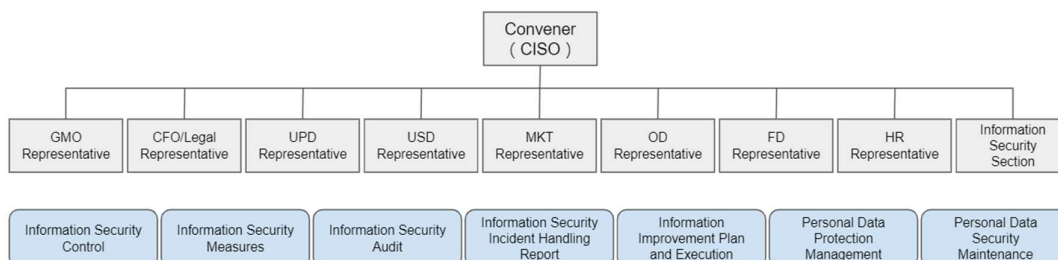 Convener
( CISO )
GMO
Representative
CFO/Legal
Representative
UPD
Representative
USD
Representative
MKT
Representative
OD
Representative
FD
Representative
HR
Representative
Information
Security
Section
Information Security
Control
Information Security
Measures
Information Security
Audit
Information Security
Incident Handling
Report
Information
Improvement Plan
and Execution
Personal Data
Protection
Management
Personal Data
Security
Maintenance